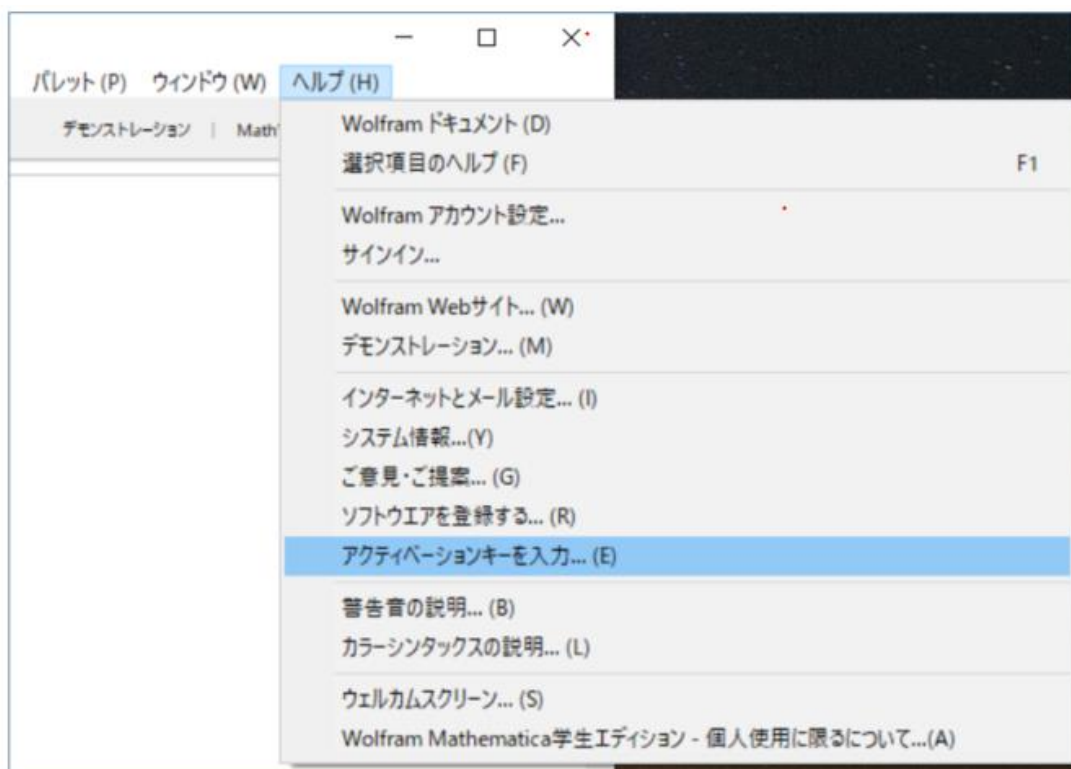 パレット (P) ウィンドウ (W) ヘルプ (H)
デモンストレーション | Math
Wolfram ドキュメント (D)
選択項目のヘルプ (F) F1
Wolfram アカウント設定...
サインイン...
Wolfram Webサイト... (W)
デモンストレーション... (M)
インターネットとメール設定... (I)
システム情報...(Y)
ご意見・ご提案... (G)
ソフトウエアを登録する... (R)
アクティベーションキーを入力... (E)
警告音の説明... (B)
カラーシンタックスの説明... (L)
ウェルカムスクリーン... (S)
Wolfram Mathematica学生エディション - 個人使用に限るについて...(A)